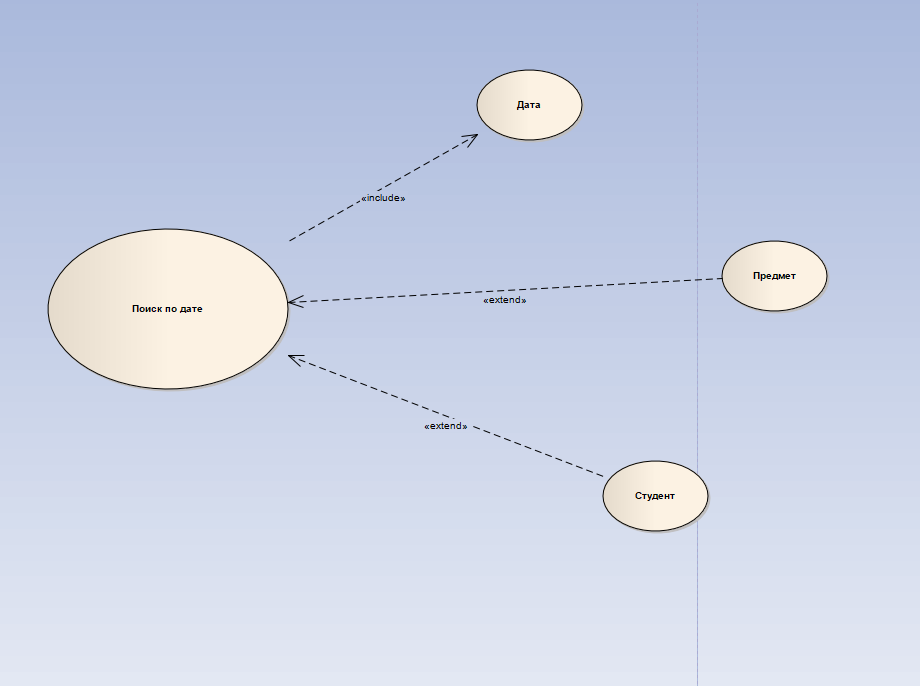 Дата
«include»
Предмет
«extend»
Поиск по дате
«extend»
Студент